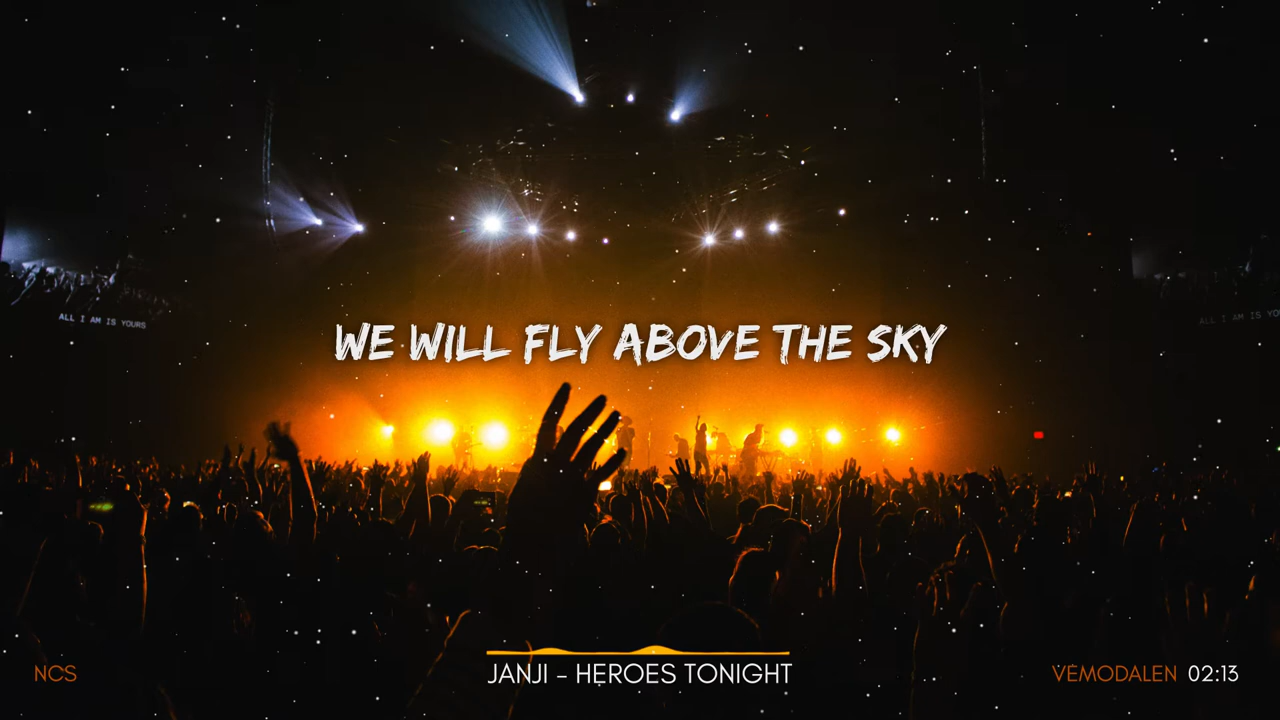 ALL I AM IS YOURS
ALL I AM IS YO
WE WILL FLY ABOVE THE SKY
NCS
JANJI - HEROES TONIGHT
VEMODALEN 02:13